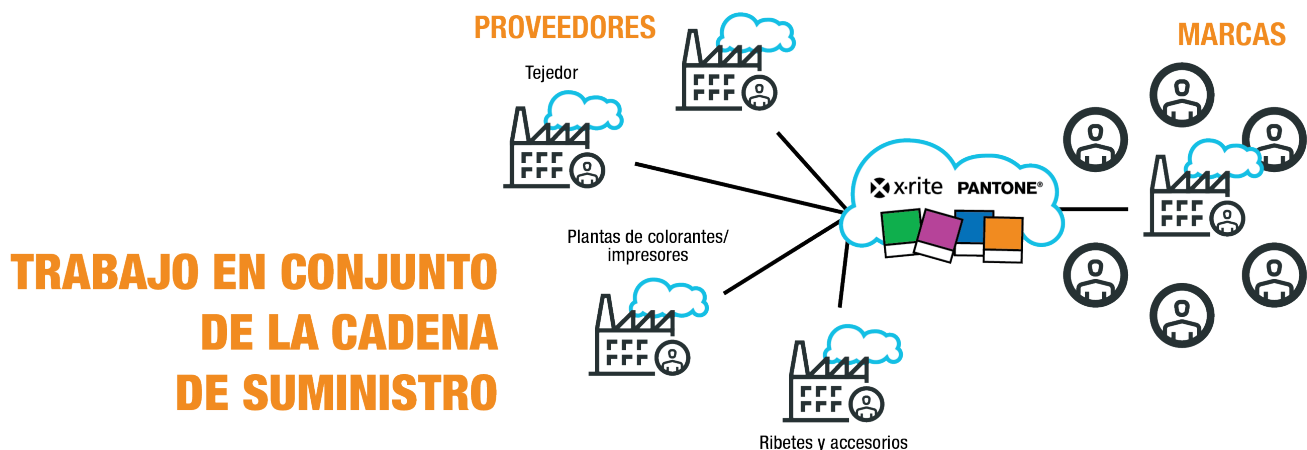 PROVEEDORES
MARCAS
Tejedor
x·rite PANTONE®
Plantas de colorantes/
impresores
TRABAJO EN CONJUNTO
DE LA CADENA
DE SUMINISTRO
Ribetes y accesorios